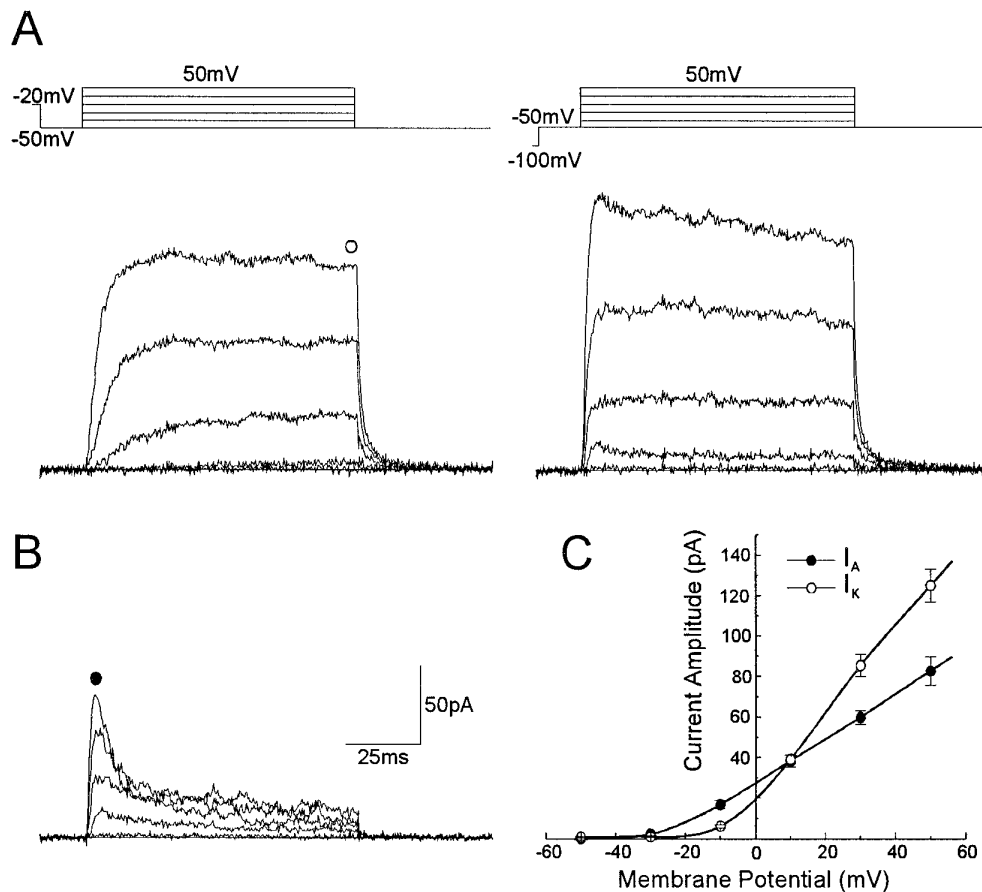 A
50mV
-20mV
-50mV
50mV
-50mV
-100mV
B
50pA
25ms
C
I_A
I_K
Current Amplitude (pA)
140
120
100
80
60
40
-60
-40
-20
0
20
40
60
Membrane Potential (mV)